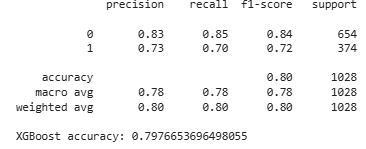 precision recall f1-score support
0 0.83 0.85 0.84 654
1 0.73 0.70 0.72 374
accuracy 0.80 1028
macro avg 0.78 0.78 0.78 1028
weighted avg 0.80 0.80 0.80 1028
XGBoost accuracy: 0.7976653696498055